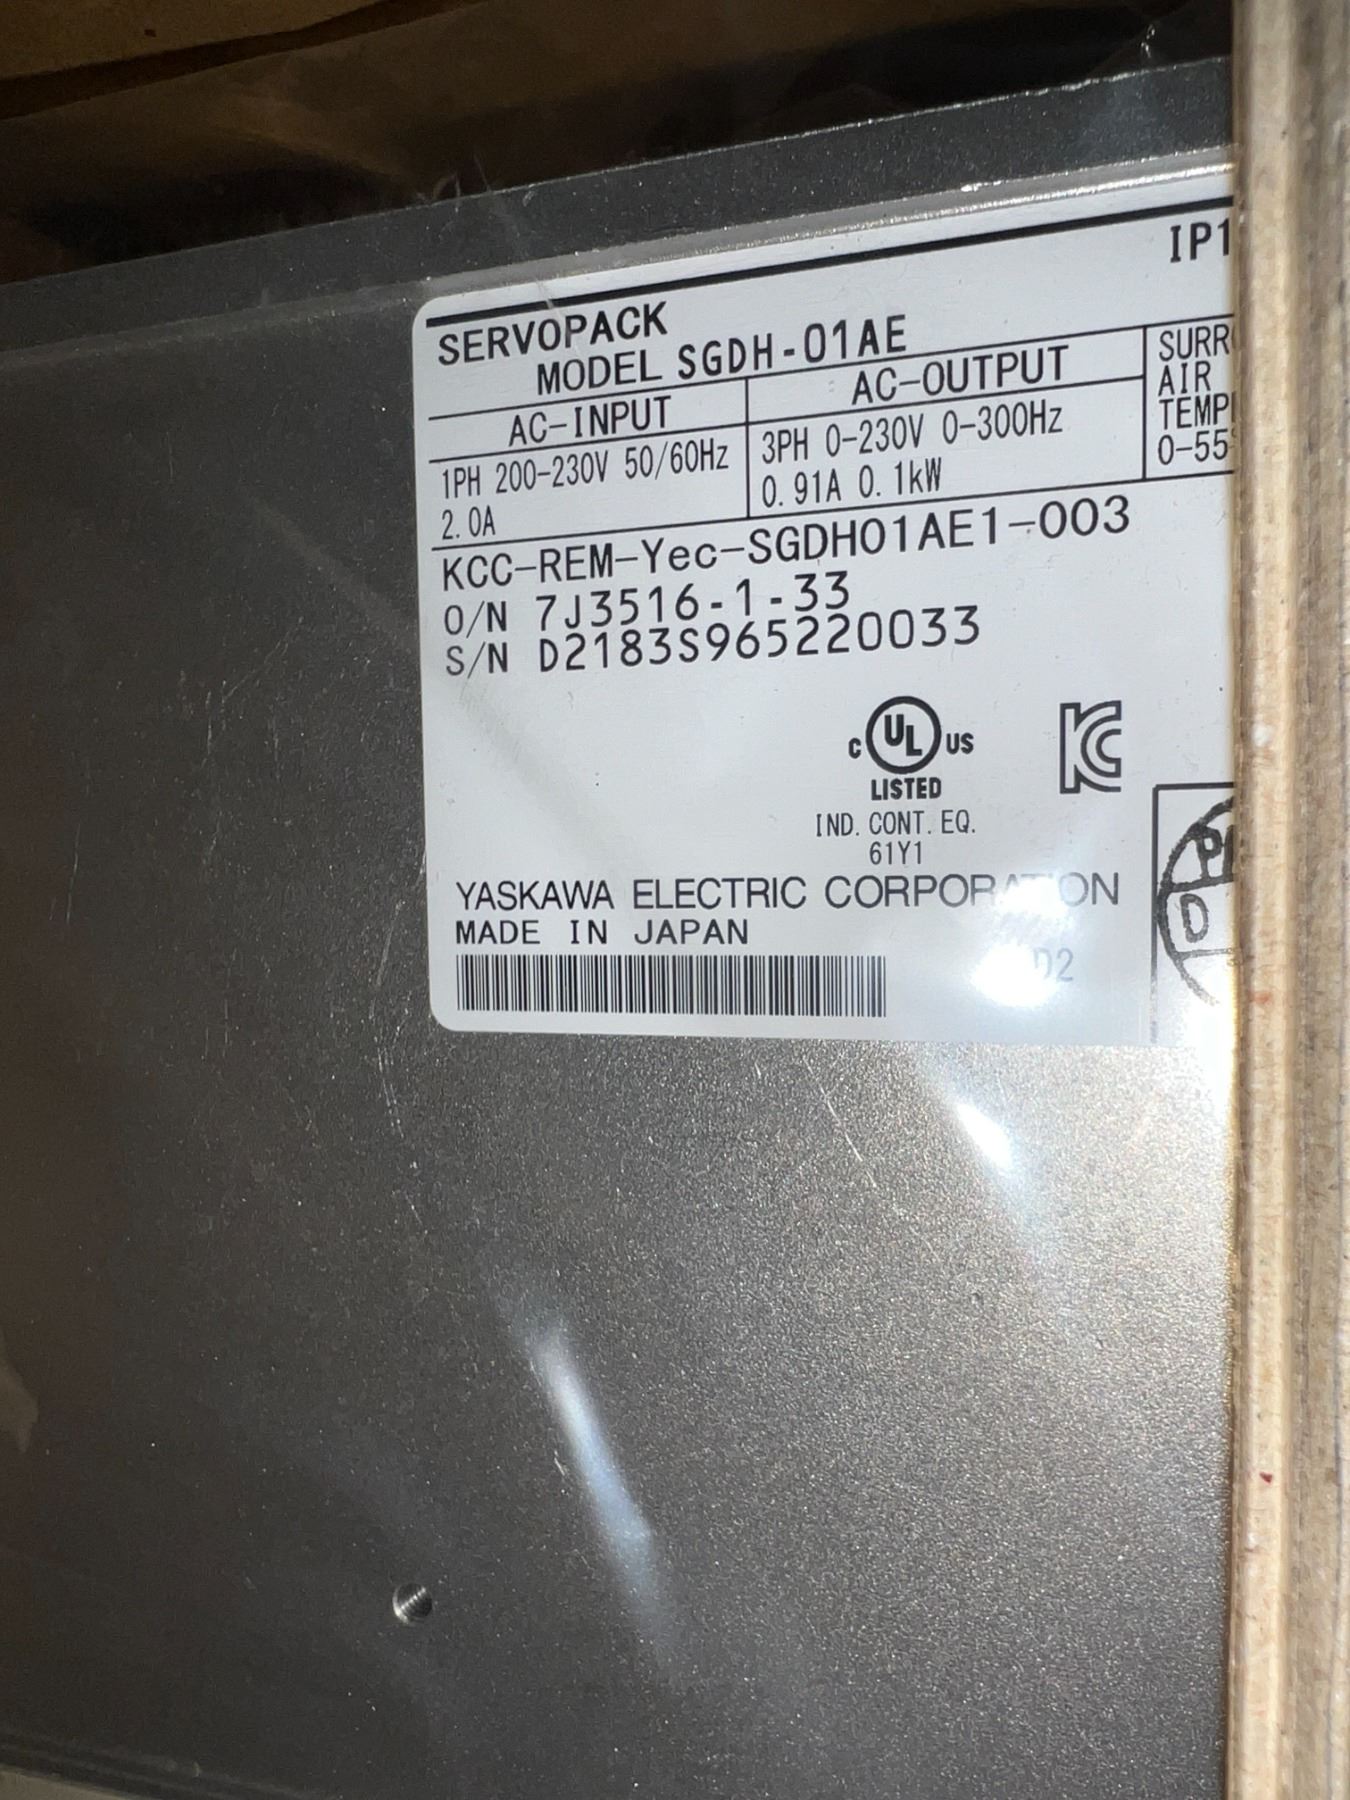 IP1
SERVOPACK
MODEL SGDH-01AE
AC-INPUT
AC-OUTPUT
1PH 200-230V 50/60Hz
2.0A
3PH 0-230V 0-300Hz
0.91A 0.1kW
SURR
AIR
TEMP
0-55
KCC-REM-Yec-SGDH01AE1-003
O/N 7J3516-1-33
S/N D2183S965220033
C UL US
LISTED
IND. CONT. EQ.
61Y1
YASKAWA ELECTRIC CORPORATION
MADE IN JAPAN
D2
D